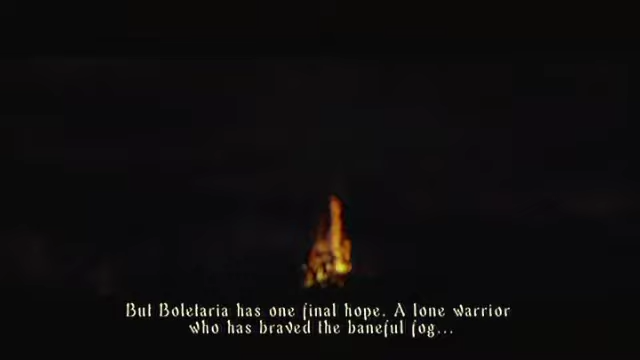 But Boletaria has one final hope. A lone warrior
who has braved the baneful fog...